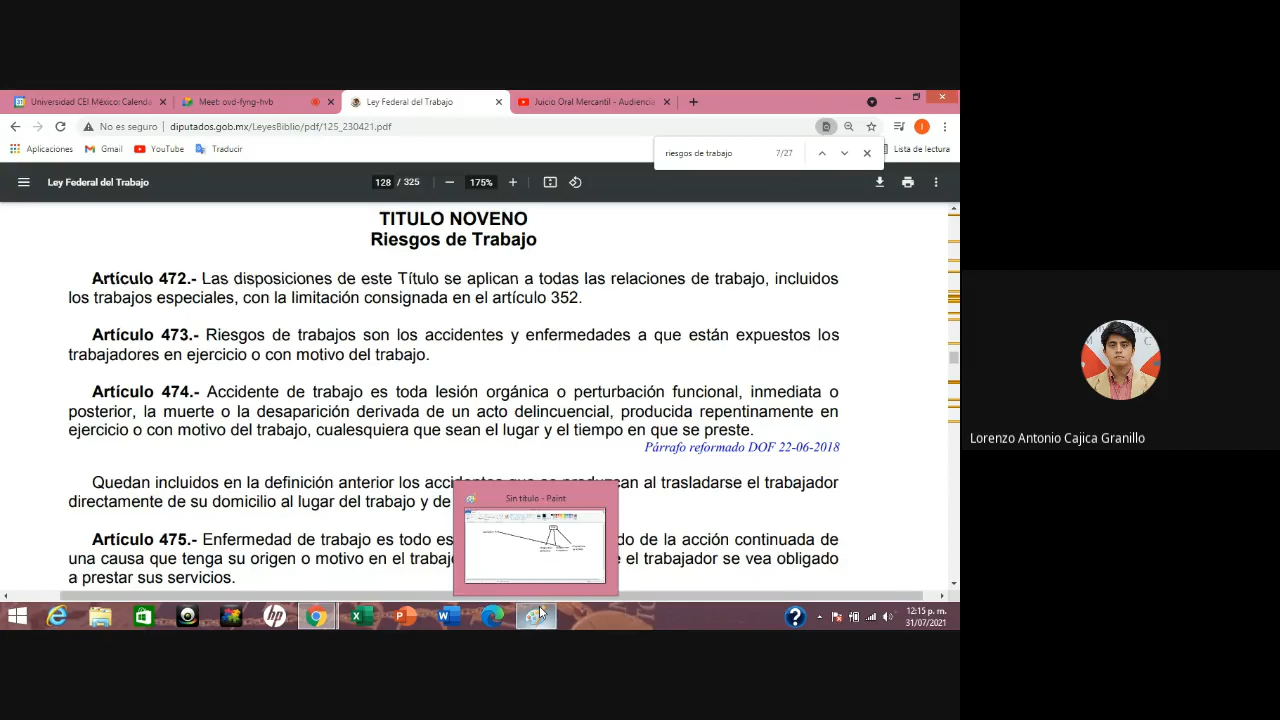 Universidad CEI México: Calenda
Meet: ovd-fyng-hvb
Ley Federal del Trabajo
Juicio Oral Mercantil - Audiencia
No es seguro
deputados.gob.mx/LeyesBiblio/pdf/125_230421.pdf
Aplicaciones
Gmail
YouTube
Traducir
riesgos de trabajo
7/27
Lista de lectura
Ley Federal del Trabajo
128 / 325
175%
TITULO NOVENO
Riesgos de Trabajo
Artículo 472.- Las disposiciones de este Título se aplican a todas las relaciones de trabajo, incluidos
los trabajos especiales, con la limitación consignada en el artículo 352.
Artículo 473.- Riesgos de trabajos son los accidentes y enfermedades a que están expuestos los
trabajadores en ejercicio o con motivo del trabajo.
Artículo 474.- Accidente de trabajo es toda lesión orgánica o perturbación funcional, inmediata o
posterior, la muerte o la desaparición derivada de un acto delincuencial, producida repentinamente en
ejercicio o con motivo del trabajo, cualesquiera que sean el lugar y el tiempo en que se preste.
Párrafo reformado DOF 22-06-2018
Quedan incluidos en la definición anterior los al trasladarse el trabajador
directamente de su domicilio al lugar del trabajo y de
Sin título - Paint
Artículo 475.- Enfermedad de trabajo es todo es do de la acción continuada de
una causa que tenga su origen o motivo en el trabaj el trabajador se vea obligado
a prestar sus servicios.
12:15 p. m.
31/07/2021
Lorenzo Antonio Cajica Granillo